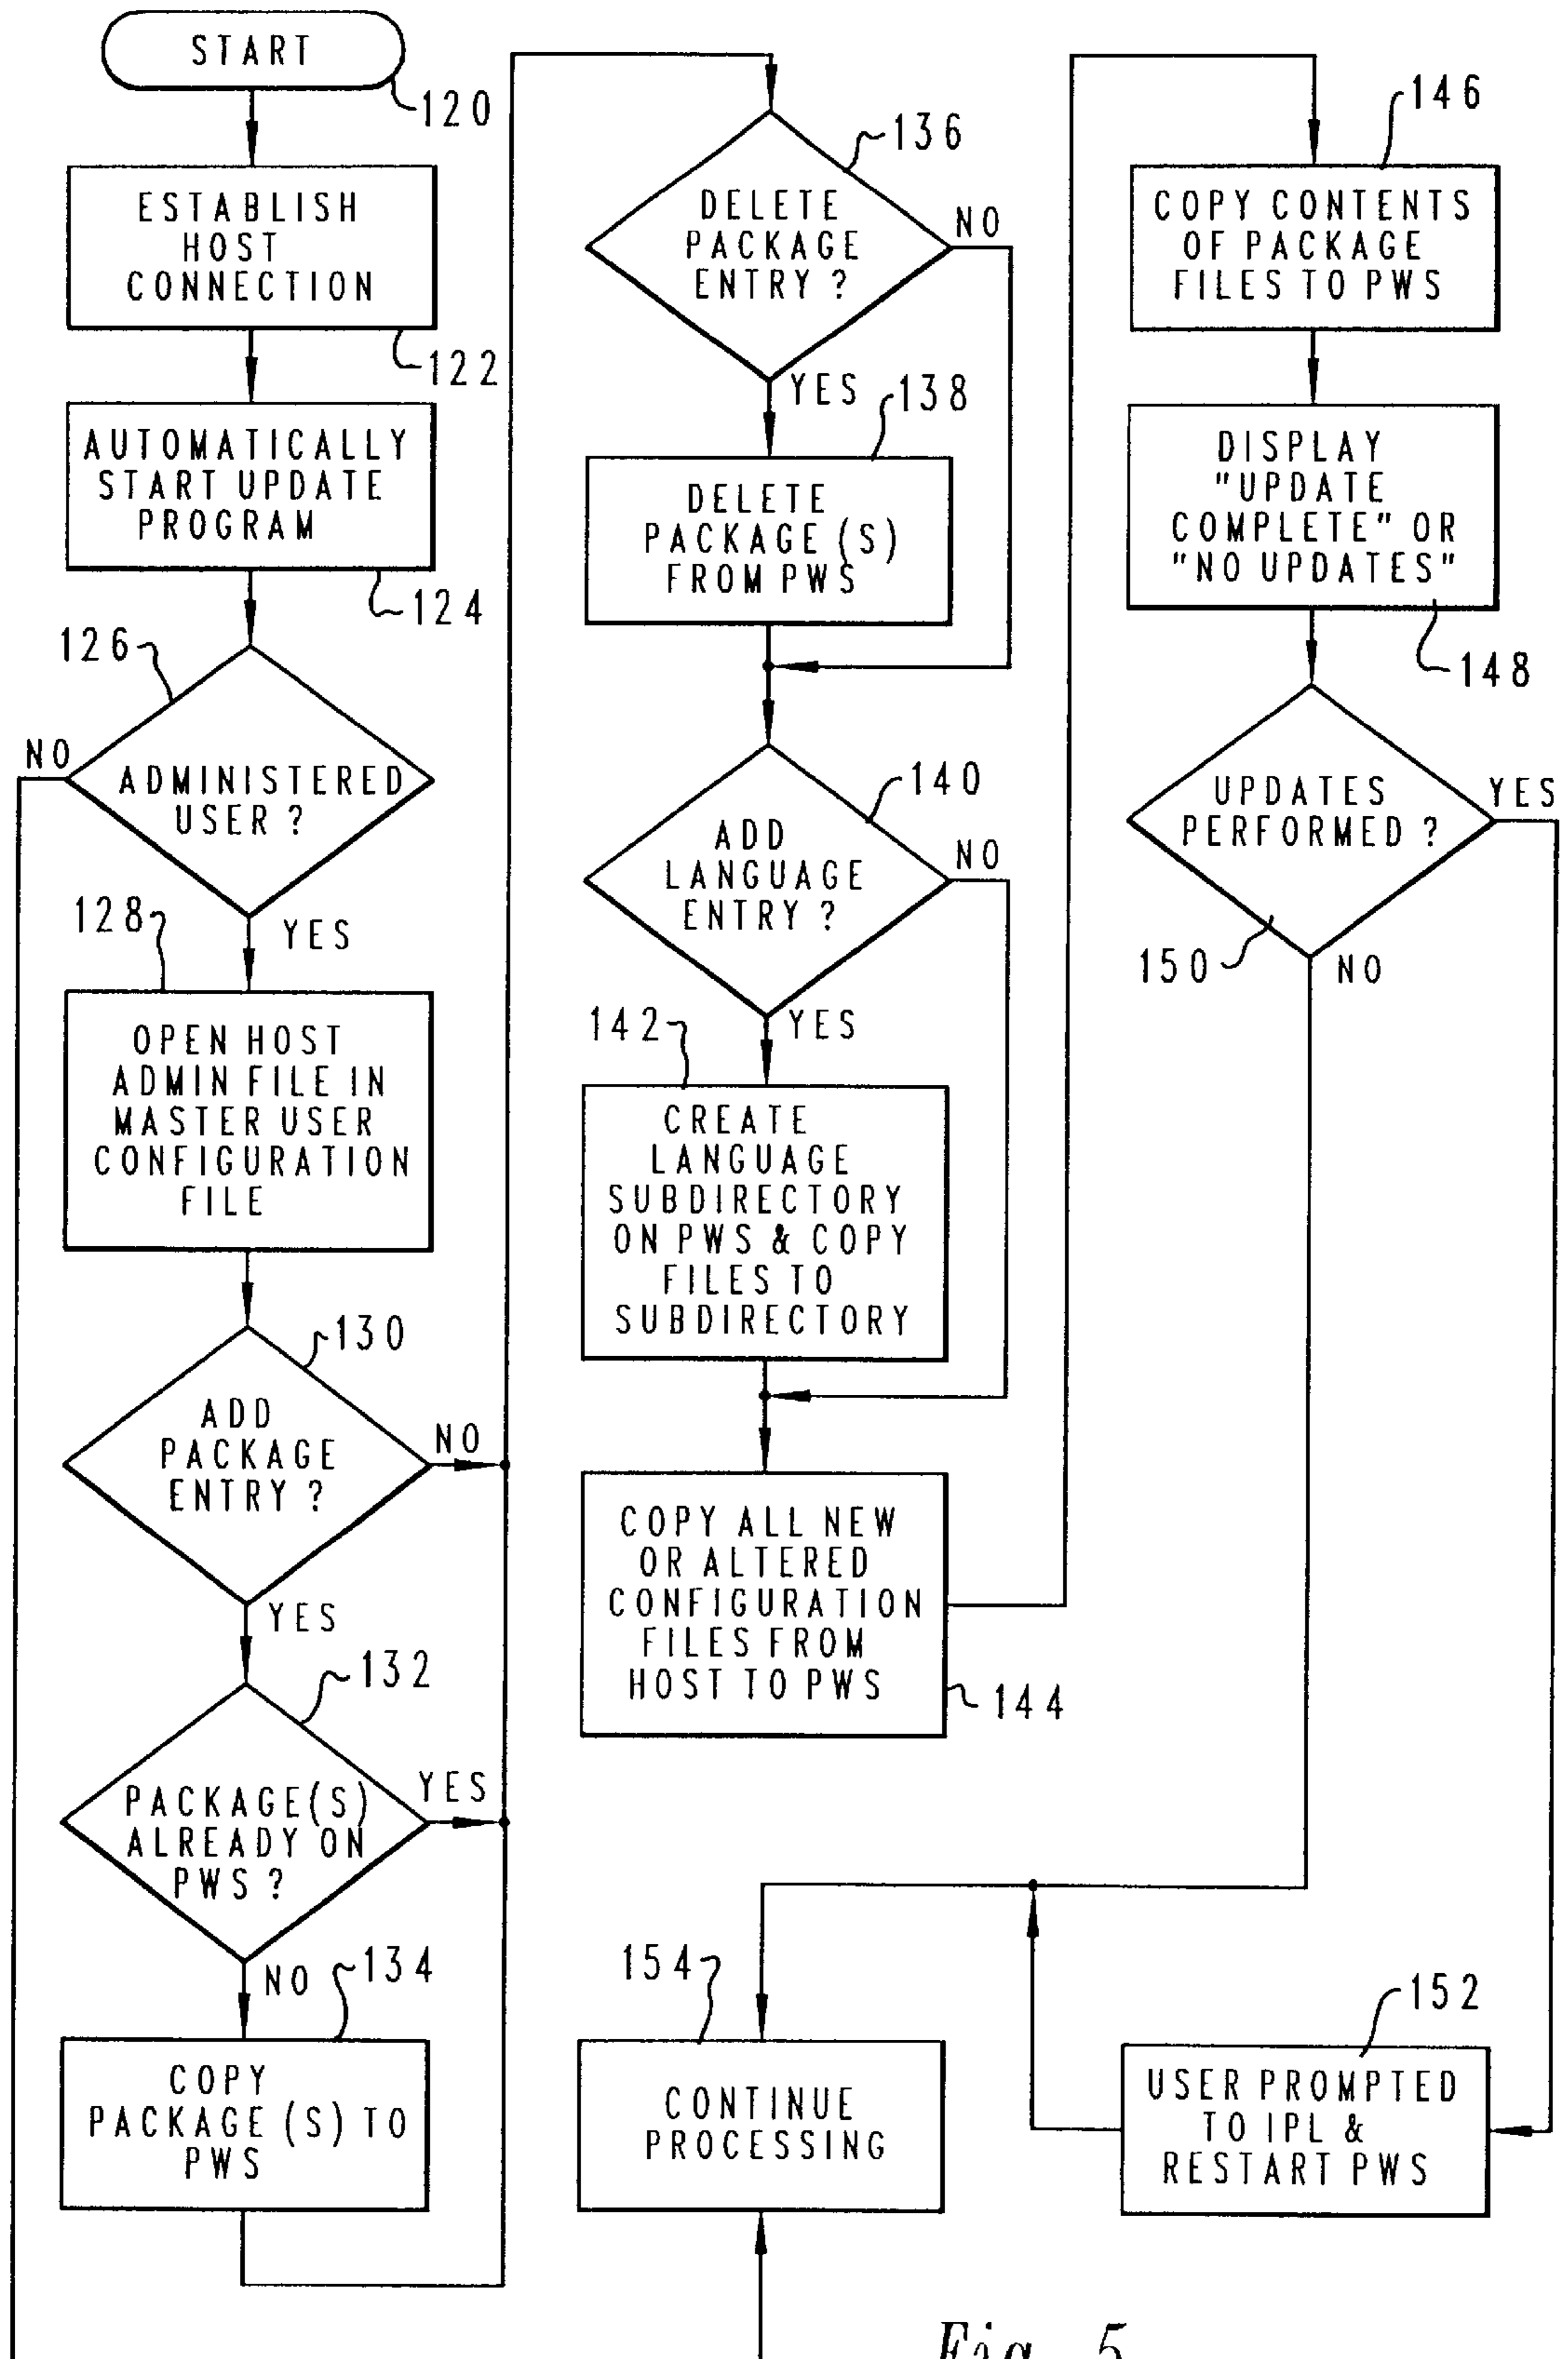 START
120
ESTABLISH
HOST
CONNECTION
122
AUTOMATICALLY
START UPDATE
PROGRAM
124
126
NO
ADMINISTERED
USER ?
YES
128
OPEN HOST
ADMIN FILE IN
MASTER USER
CONFIGURATION
FILE
130
ADD
PACKAGE
ENTRY ?
NO
YES
132
PACKAGE(S)
ALREADY ON
PWS ?
YES
NO
134
COPY
PACKAGE (S) TO
PWS
136
DELETE
PACKAGE
ENTRY ?
NO
YES
138
DELETE
PACKAGE (S)
FROM PWS
140
ADD
LANGUAGE
ENTRY ?
NO
YES
142
CREATE
LANGUAGE
SUBDIRECTORY
ON PWS & COPY
FILES TO
SUBDIRECTORY
COPY ALL NEW
OR ALTERED
CONFIGURATION
FILES FROM
HOST TO PWS
144
146
COPY CONTENTS
OF PACKAGE
FILES TO PWS
DISPLAY
"UPDATE
COMPLETE" OR
"NO UPDATES"
148
UPDATES
PERFORMED ?
YES
150
NO
152
USER PROMPTED
TO IPL &
RESTART PWS
154
CONTINUE
PROCESSING
Fig. 5